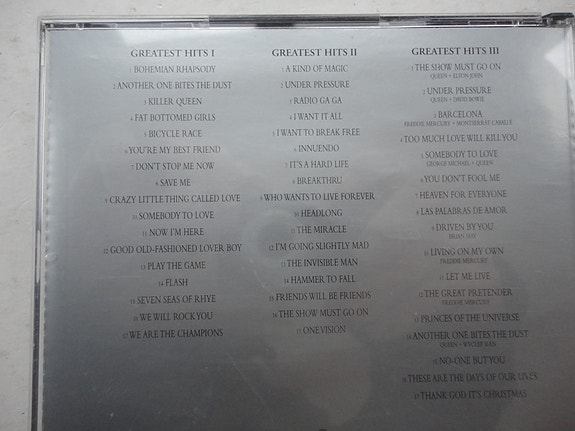 GREATEST HITS I
1 BOHEMIAN RHAPSODY
2 ANOTHER ONE BITES THE DUST
3 KILLER QUEEN
4 FAT BOTTOMED GIRLS
5 BICYCLE RACE
6 YOU'RE MY BEST FRIEND
7 DON'T STOP ME NOW
8 SAVE ME
9 CRAZY LITTLE THING CALLED LOVE
10 SOMEBODY TO LOVE
11 NOW I'M HERE
12 GOOD OLD-FASHIONED LOVER BOY
13 PLAY THE GAME
14 FLASH
15 SEVEN SEAS OF RHYE
16 WE WILL ROCK YOU
17 WE ARE THE CHAMPIONS
GREATEST HITS II
1 A KIND OF MAGIC
2 UNDER PRESSURE
3 RADIO GA GA
4 I WANT IT ALL
5 I WANT TO BREAK FREE
6 INNUENDO
7 IT'S A HARD LIFE
8 BREAKTHRU
9 WHO WANTS TO LIVE FOREVER
10 HEADLONG
11 THE MIRACLE
12 I'M GOING SLIGHTLY MAD
13 THE INVISIBLE MAN
14 HAMMER TO FALL
15 FRIENDS WILL BE FRIENDS
16 THE SHOW MUST GO ON
17 ONE VISION
GREATEST HITS III
1 THE SHOW MUST GO ON
QUEEN + ELTON JOHN
2 UNDER PRESSURE
QUEEN + DAVID BOWIE
3 BARCELONA
FREDDIE MERCURY + MONTSERRAT CABALLÉ
4 TOO MUCH LOVE WILL KILL YOU
5 SOMEBODY TO LOVE
GEORGE MICHAEL + QUEEN
6 YOU DON'T FOOL ME
7 HEAVEN FOR EVERYONE
8 LAS PALABRAS DE AMOR
9 DRIVEN BY YOU
BRIAN MAY
10 LIVING ON MY OWN
FREDDIE MERCURY
11 LET ME LIVE
12 THE GREAT PRETENDER
FREDDIE MERCURY
13 PRINCES OF THE UNIVERSE
14 ANOTHER ONE BITES THE DUST
QUEEN + WYCLEF JEAN
15 NO-ONE BUT YOU
16 THESE ARE THE DAYS OF OUR LIVES
17 THANK GOD IT'S CHRISTMAS